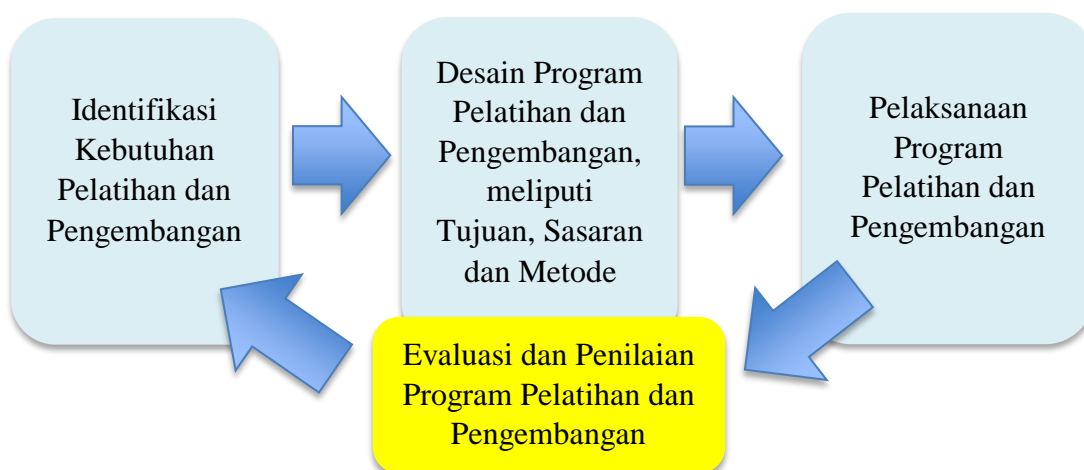 Identifikasi
Kebutuhan
Pelatihan dan
Pengembangan
Desain Program
Pelatihan dan
Pengembangan,
meliputi
Tujuan, Sasaran
dan Metode
Pelaksanaan
Program
Pelatihan dan
Pengembangan
Evaluasi dan Penilaian
Program Pelatihan dan
Pengembangan